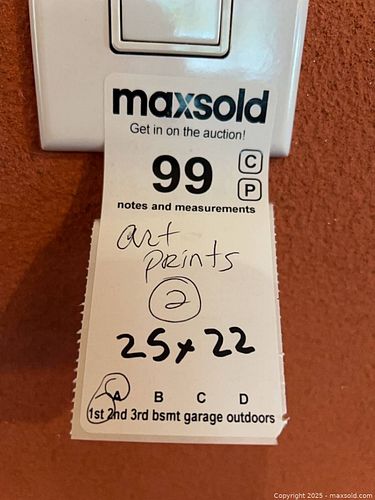 maxsold
Get in on the auction!
99
C
P
notes and measurements
art
prints
2
25x22
A B C D
1st 2nd 3rd bsmt garage outdoors
Copyright 2025 - maxsold.com